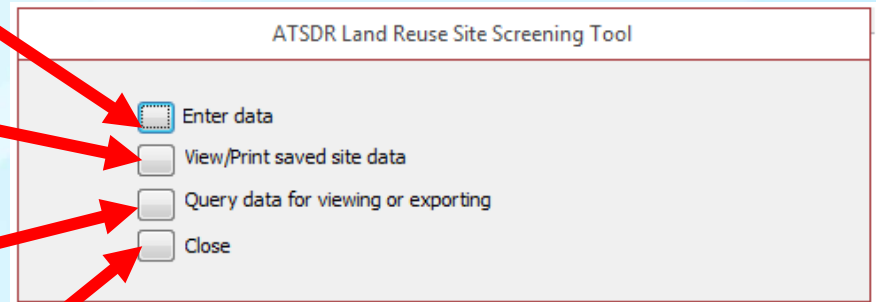 ATSDR Land Reuse Site Screening Tool
Enter data
View/Print saved site data
Query data for viewing or exporting
Close